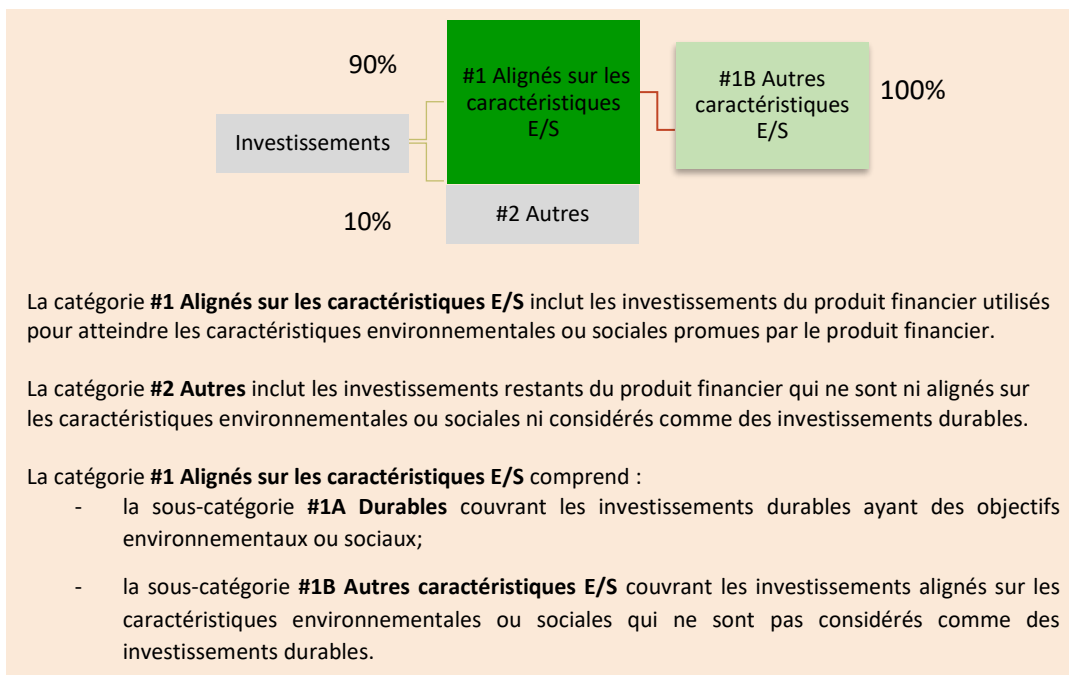 90%
#1 Alignés sur les
caractéristiques
E/S
#1B Autres
caractéristiques
E/S
100%
Investissements
10%
#2 Autres
La catégorie #1 Alignés sur les caractéristiques E/S inclut les investissements du produit financier utilisés
pour atteindre les caractéristiques environnementales ou sociales promues par le produit financier.
La catégorie #2 Autres inclut les investissements restants du produit financier qui ne sont ni alignés sur
les caractéristiques environnementales ou sociales ni considérés comme des investissements durables.
La catégorie #1 Alignés sur les caractéristiques E/S comprend :
- la sous-catégorie #1A Durables couvrant les investissements durables ayant des objectifs
environnementaux ou sociaux;
- la sous-catégorie #1B Autres caractéristiques E/S couvrant les investissements alignés sur les
caractéristiques environnementales ou sociales qui ne sont pas considérés comme des
investissements durables.